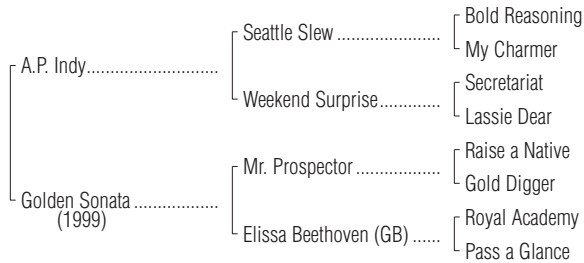 Bold Reasoning
Seattle Slew ......................
My Charmer
A.P. Indy............................
Secretariat
Weekend Surprise.............
Lassie Dear
Raise a Native
Mr. Prospector ..................
Gold Digger
Golden Sonata ..................
(1999)
Royal Academy
Elissa Beethoven (GB) ......
Pass a Glance